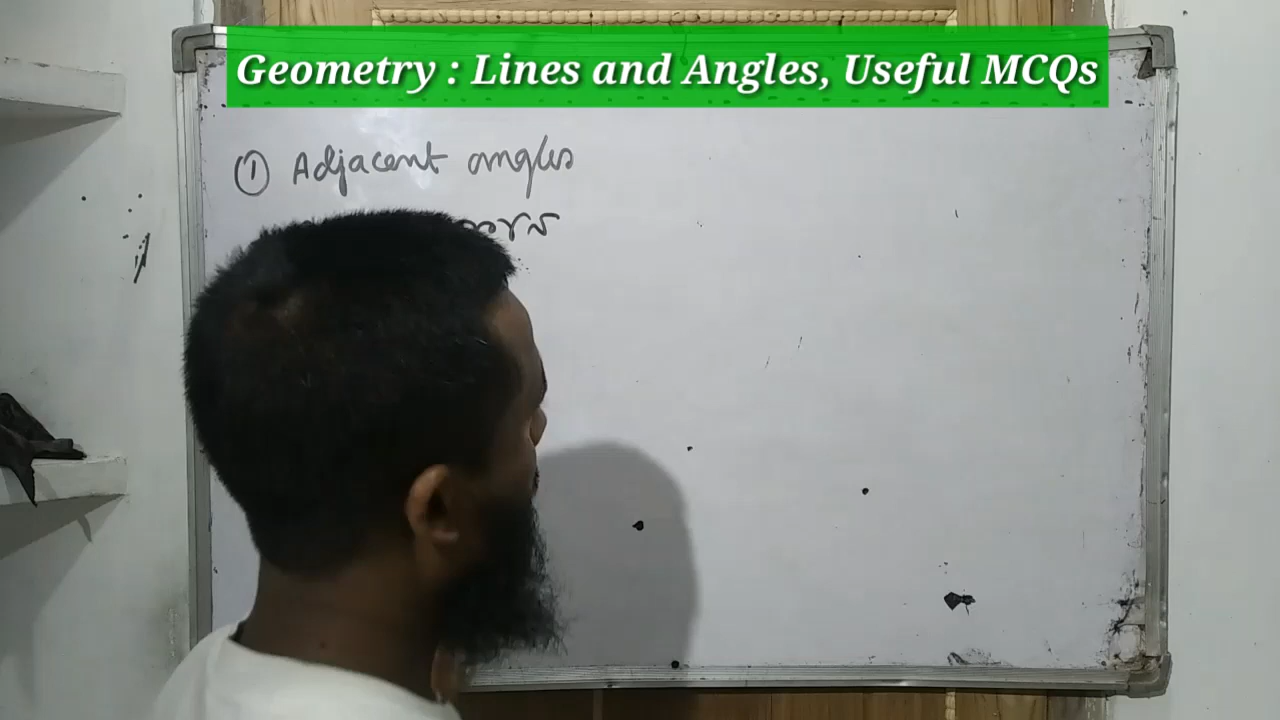 Geometry : Lines and Angles, Useful MCQs
① Adjacent angles